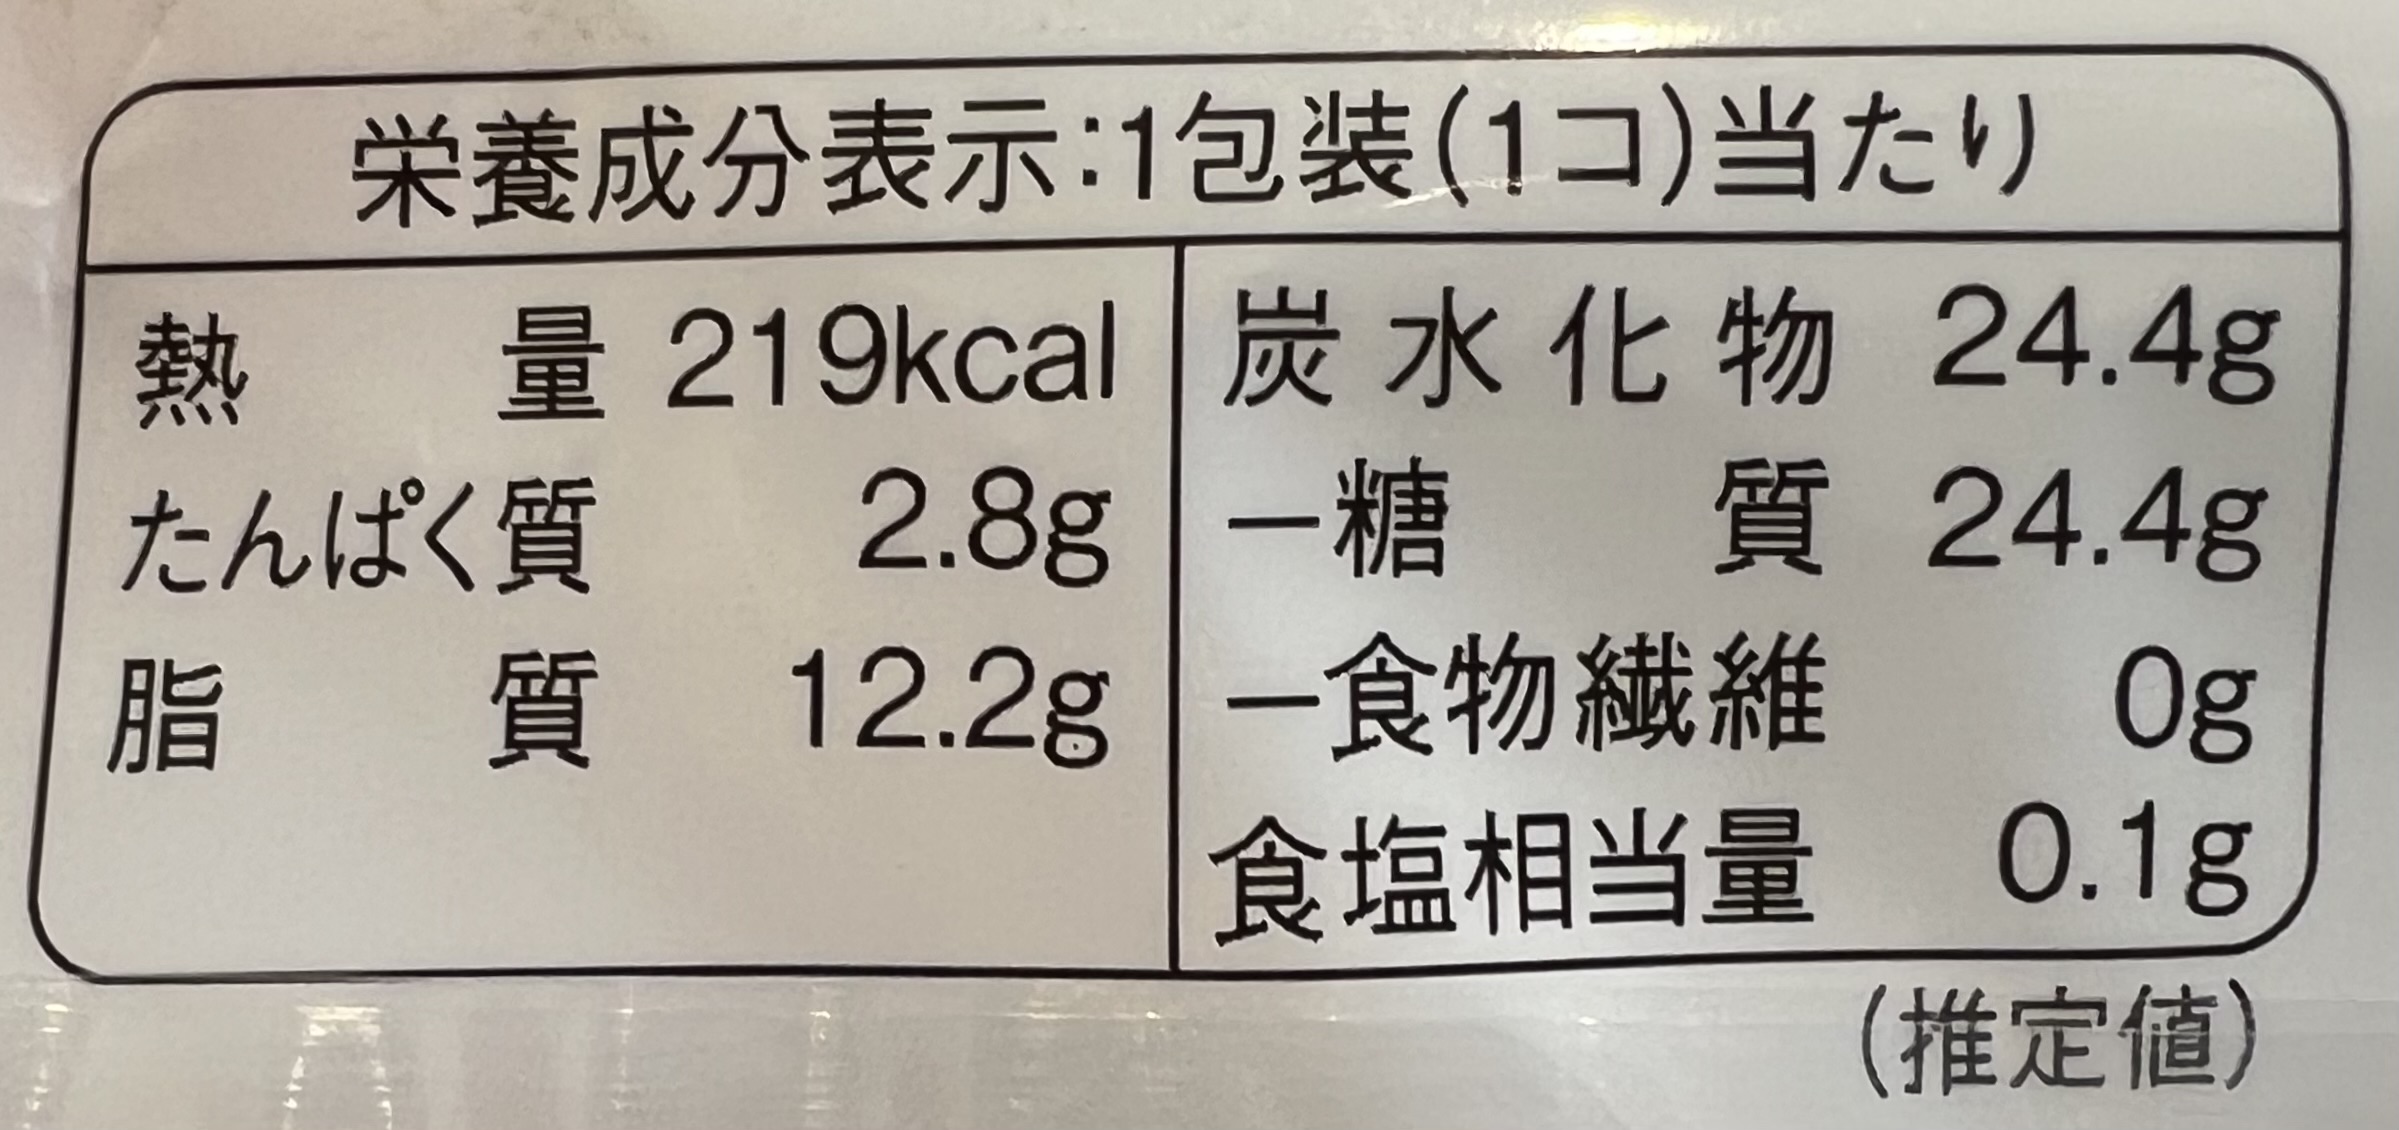 栄養成分表示:1包装(1コ)当たり
熱量 219kcal
たんぱく質 2.8g
脂質 12.2g
炭水化物 24.4g
−糖質 24.4g
−食物繊維 0g
食塩相当量 0.1g
(推定値)